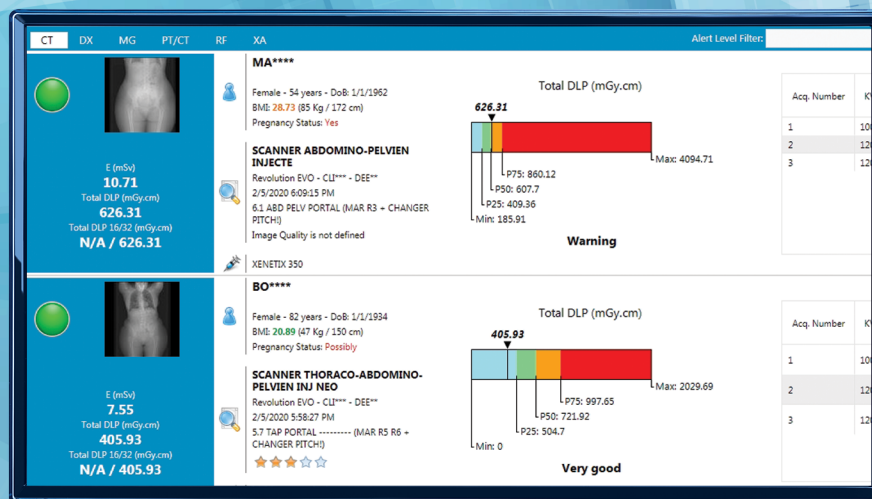 CT DX MG PT/CT RF XA Alert Level Filter:
MA****
Female - 54 years - DoB: 1/1/1962
BMI: 28.73 (85 Kg / 172 cm)
Pregnancy Status: Yes
SCANNER ABDOMINO-PELVIEN
INJECTE
Revolution EVO - CLI*** - DEE**
2/5/2020 6:09:15 PM
6.1 ABD PELV PORTAL (MAR R3 + CHANGER
PITCH!)
Image Quality is not defined
XENETIX 350
E (mSv)
10.71
Total DLP (mGy.cm)
626.31
Total DLP 16/32 (mGy.cm)
N/A / 626.31
Total DLP (mGy.cm)
626.31
Max: 4094.71
P75: 860.12
P50: 607.7
P25: 409.36
Min: 185.91
Warning
Acq. Number
1
2
3
BO****
Female - 82 years - DoB: 1/1/1934
BMI: 20.89 (47 Kg / 150 cm)
Pregnancy Status: Possibly
SCANNER THORACO-ABDOMINO-
PELVIEN INJ NEO
Revolution EVO - CLI*** - DEE**
2/5/2020 5:58:27 PM
5.7 TAP PORTAL --------- (MAR R5 R6 +
CHANGER PITCH!)
E (mSv)
7.55
Total DLP (mGy.cm)
405.93
Total DLP 16/32 (mGy.cm)
N/A / 405.93
Total DLP (mGy.cm)
405.93
Max: 2029.69
P75: 997.65
P50: 721.92
P25: 504.7
Min: 0
Very good
Acq. Number
1
2
3